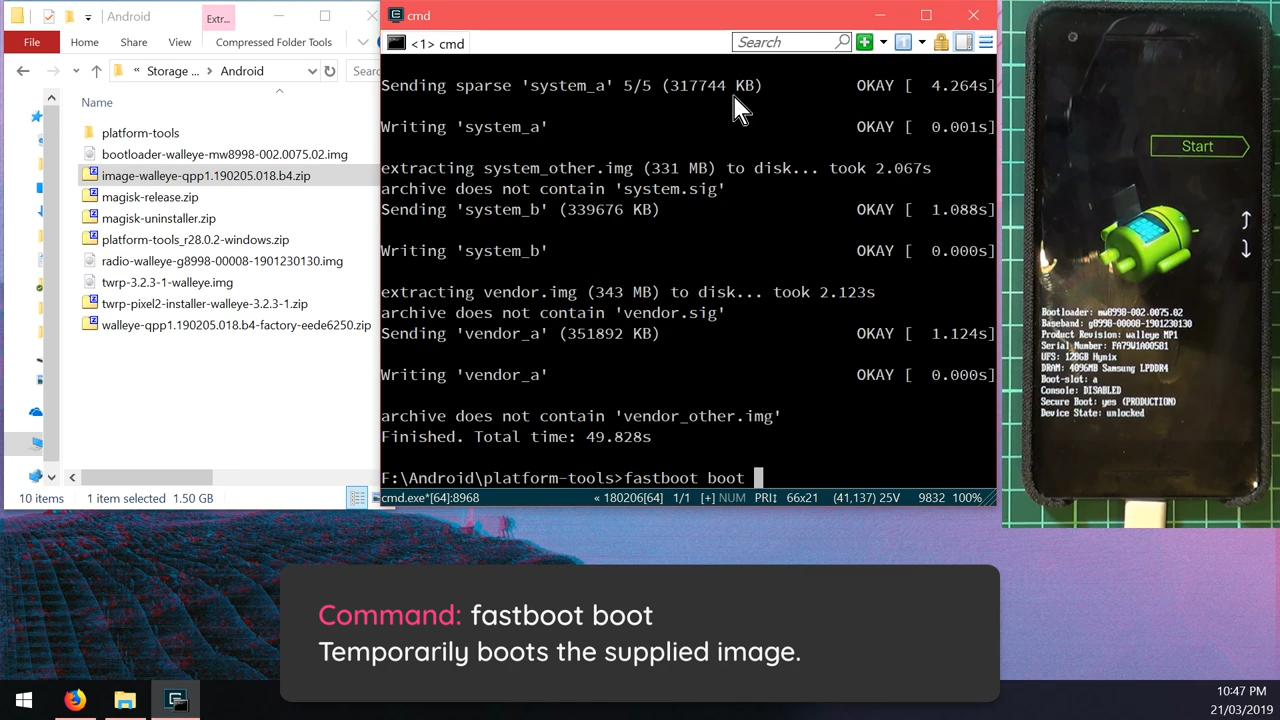 Android
Extr...
File
Home
Share
View
Compressed Folder Tools
« Storage ...
Android
Searc
Name
platform-tools
bootloader-walleye-mw8998-002.0075.02.img
image-walleye-qpp1.190205.018.b4.zip
magisk-release.zip
magisk-uninstaller.zip
platform-tools_r28.0.2-windows.zip
radio-walleye-g8998-00008-1901230130.img
twrp-3.2.3-1-walleye.img
twrp-pixel2-installer-walleye-3.2.3-1.zip
walleye-qpp1.190205.018.b4-factory-eede6250.zip
10 items
1 item selected 1.50 GB
cmd
<1> cmd
Search
Sending sparse 'system_a' 5/5 (317744 KB) OKAY [ 4.264s]
Writing 'system_a' OKAY [ 0.001s]
extracting system_other.img (331 MB) to disk... took 2.067s
archive does not contain 'system.sig'
Sending 'system_b' (339676 KB) OKAY [ 1.088s]
Writing 'system_b' OKAY [ 0.000s]
extracting vendor.img (343 MB) to disk... took 2.123s
archive does not contain 'vendor.sig'
Sending 'vendor_a' (351892 KB) OKAY [ 1.124s]
Writing 'vendor_a' OKAY [ 0.000s]
archive does not contain 'vendor_other.img'
Finished. Total time: 49.828s
F:\Android\platform-tools>fastboot boot
cmd.exe*[64]:8968
« 180206[64] 1/1 [+] NUM PRI↕ 66x21 (41,137) 25V 9832 100%
Start
Bootloader: mw8998-002.0075.02
Baseband: g8998-00008-1901230130
Product Revision: walleye MP1
Serial Number: FA79W1A00581
UFS: 128GB Hynix
DRAM: 4096MB Samsung LPDDR4
Boot-slot: a
Console: DISABLED
Secure Boot: yes (PRODUCTION)
Device State: unlocked
Command: fastboot boot
Temporarily boots the supplied image.
10:47 PM
21/03/2019